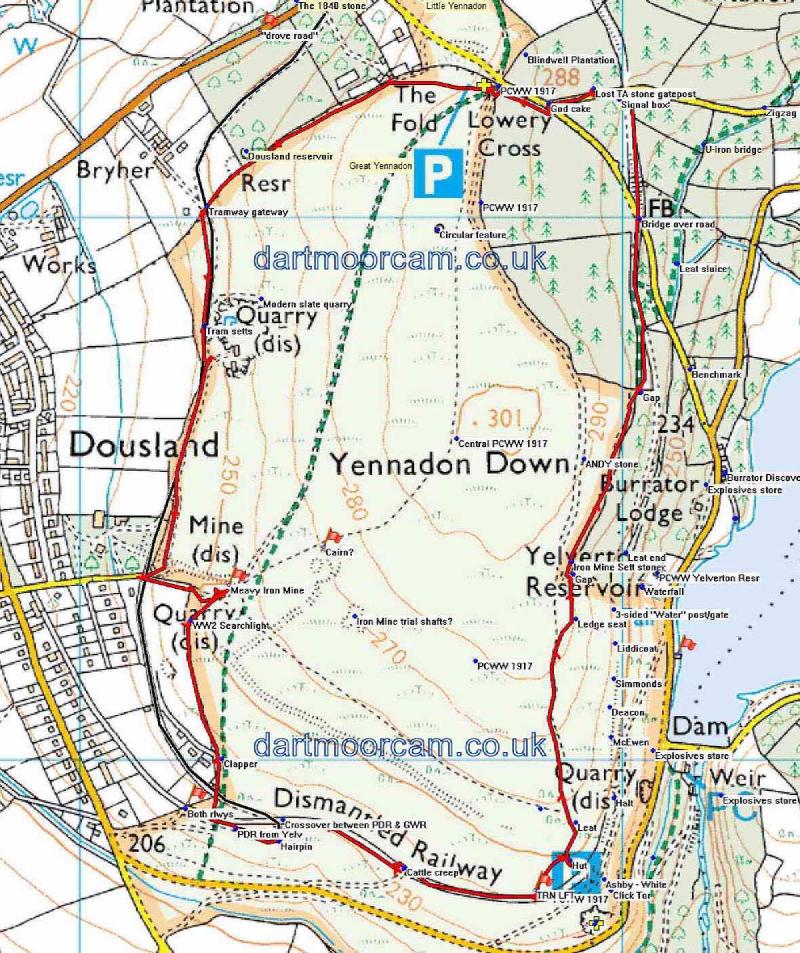 Plantation
The 1848 stone
Little Yennadon
"drove road"
W
Blindwell Plantation
288
PCWW 1917
Lost TA stone gatepost
Signal box
God cake
Zigzag
The
Fold
Lowery
Cross
U-iron bridge
Dousland reservoir
Great Yennadon
P
Bryher
Resr
Tramway gateway
PCWW 1917
FB
Bridge over road
Circular feature
dartmoorcam.co.uk
Works
Leat sluice
Modern slate quarry
Quarry
(dis)
Tram setts
Benchmark
220
Gap
301
290
234
250
Dousland
Central PCWW 1917
Yennadon Down
ANDY stone
250
280
Burrator
Lodge
Burrator Discove
Explosives store
Mine
(dis)
Cairn?
Yelverto
Reservoir
Leat end
Iron Mine Sett stone
Gap
PCWW Yelverton Resr
Waterfall
Meavy Iron Mine
Quarry
(dis)
WW2 Searchlight
Iron Mine trial shafts?
3-sided "Water" post/gate
Ledge seat
270
PCWW 1917
Liddicoat
Simmonds
Deacon
Dam
McEwen
dartmoorcam.co.uk
Explosives store
Clapper
Quarry
(dis
Weir
FC
Explosives store
Halt
Dismantled Railway
Both rlwys
Crossover between PDR & GWR
PDR from Yelv
Hairpin
Leat
206
Cattle creep
Hut
230
TRN LFT
W 1917
Ashby - White
Click Tor